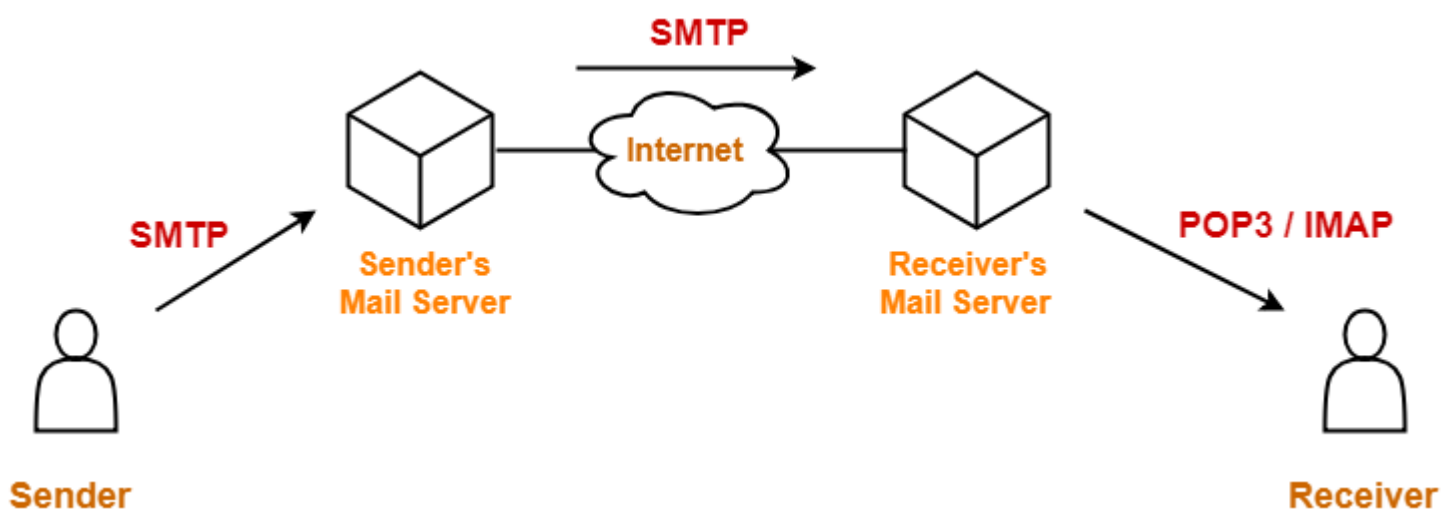 SMTP
Internet
SMTP
POP3 / IMAP
Sender's
Mail Server
Receiver's
Mail Server
Sender
Receiver